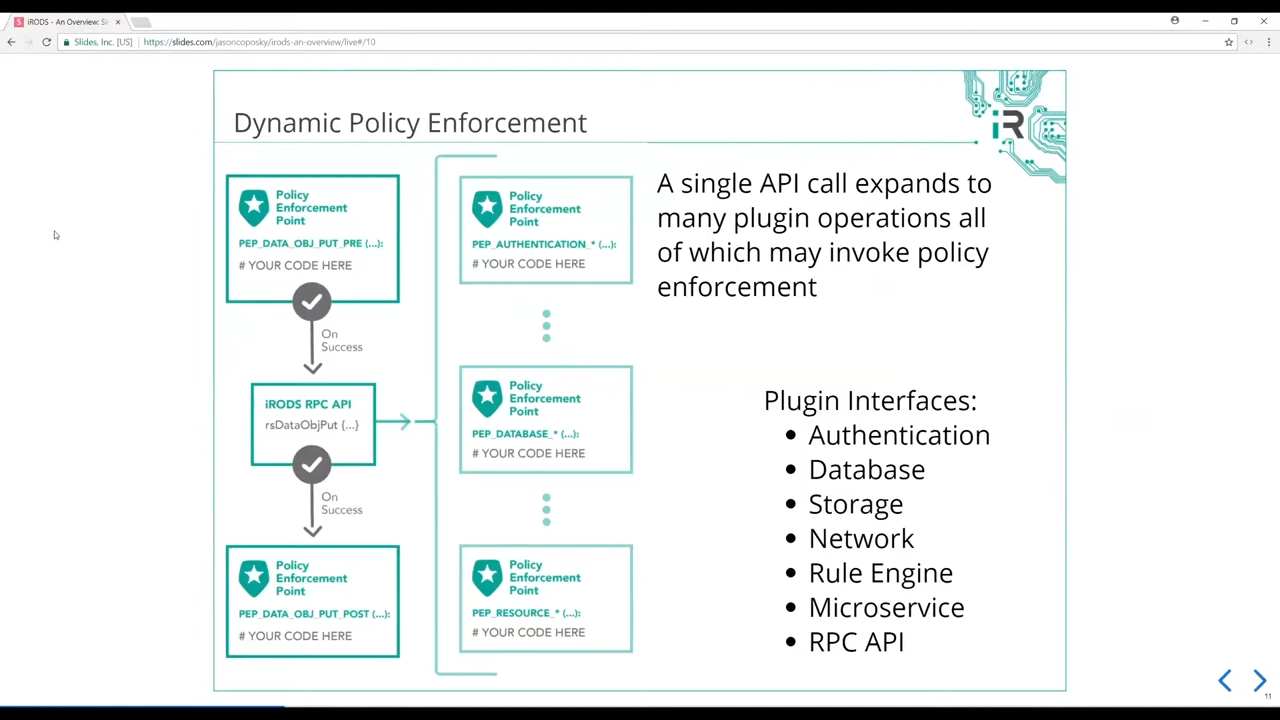 iRODS - An Overview: Sli
Slides, Inc. [US]
https://slides.com/jasoncoposky/irods-an-overview/live#/10
Dynamic Policy Enforcement
iR
Policy
Enforcement
Point
PEP_DATA_OBJ_PUT_PRE (...):
# YOUR CODE HERE
On
Success
iRODS RPC API
rsDataObjPut (...)
On
Success
Policy
Enforcement
Point
PEP_DATA_OBJ_PUT_POST (...):
# YOUR CODE HERE
Policy
Enforcement
Point
PEP_AUTHENTICATION_* (...):
# YOUR CODE HERE
Policy
Enforcement
Point
PEP_DATABASE_* (...):
# YOUR CODE HERE
Policy
Enforcement
Point
PEP_RESOURCE_* (...):
# YOUR CODE HERE
A single API call expands to
many plugin operations all
of which may invoke policy
enforcement
Plugin Interfaces:
• Authentication
• Database
• Storage
• Network
• Rule Engine
• Microservice
• RPC API
11